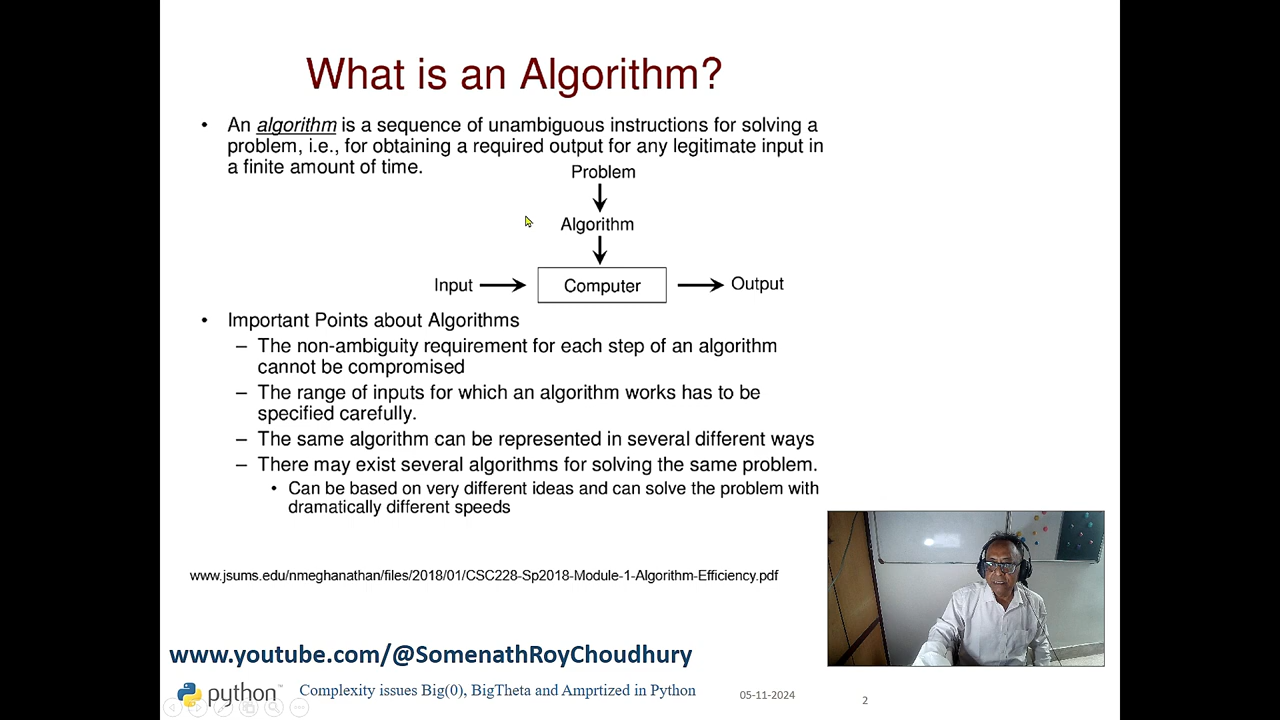 What is an Algorithm?
• An algorithm is a sequence of unambiguous instructions for solving a
problem, i.e., for obtaining a required output for any legitimate input in
a finite amount of time.
Problem
Algorithm
Input
Computer
Output
• Important Points about Algorithms
– The non-ambiguity requirement for each step of an algorithm
cannot be compromised
– The range of inputs for which an algorithm works has to be
specified carefully.
– The same algorithm can be represented in several different ways
– There may exist several algorithms for solving the same problem.
• Can be based on very different ideas and can solve the problem with
dramatically different speeds
www.jsums.edu/nmeghanathan/files/2018/01/CSC228-Sp2018-Module-1-Algorithm-Efficiency.pdf
www.youtube.com/@SomenathRoyChoudhury
python™
Complexity issues Big(0), BigTheta and Amprtized in Python
05-11-2024
2